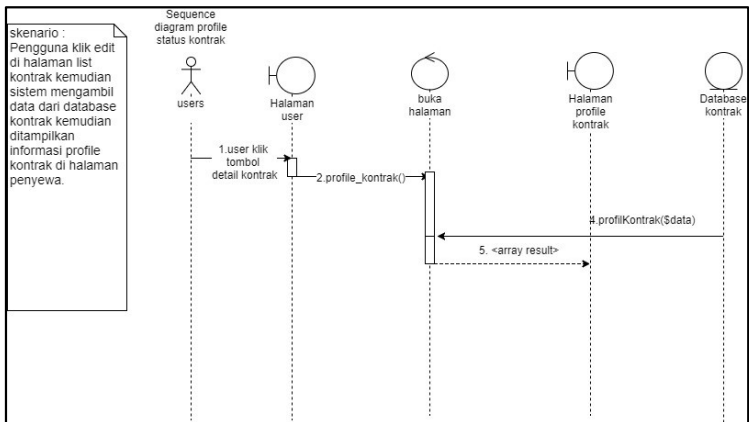 skenario :
Pengguna klik edit
di halaman list
kontrak kemudian
sistem mengambil
data dari database
kontrak kemudian
ditampilkan
informasi profile
kontrak di halaman
penyewa.
Sequence
diagram profile
status kontrak
users
Halaman
user
buka
halaman
Halaman
profile
kontrak
Database
kontrak
1.user klik
tombol
detail kontrak
2.profile_kontrak()
4.profilKontrak($data)
5. <array result>